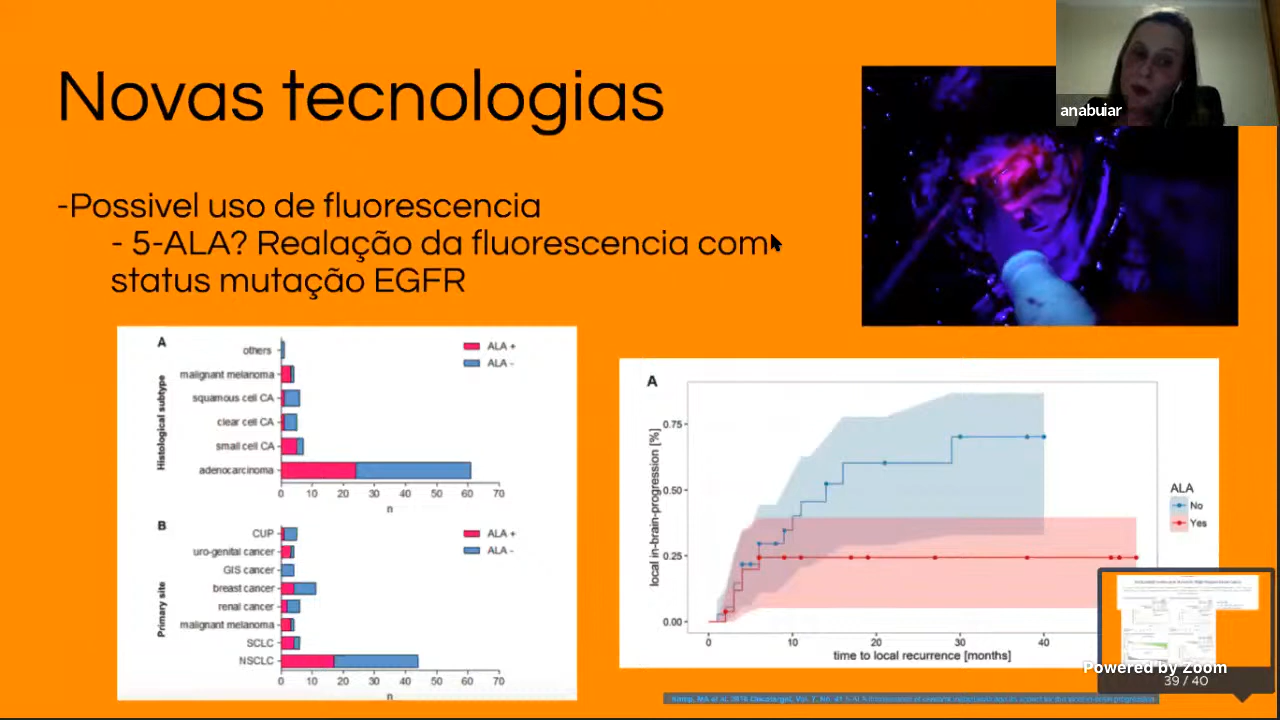 Novas tecnologias
anabuiar
-Possivel uso de fluorescencia
- 5-ALA? Realação da fluorescencia com
status mutação EGFR
A
ALA +
ALA -
Histological subtype
others
malignant melanoma
squamous cell CA
clear cell CA
small cell CA
adenocarcinoma
0 10 20 30 40 50 60 70
n
B
ALA +
ALA -
Primary site
CUP
uro-genital cancer
GIS cancer
breast cancer
renal cancer
malignant melanoma
SCLC
NSCLC
0 10 20 30 40 50 60 70
n
A
local in-brain-progression [%]
0.75
0.50
0.25
0.00
0 10 20 30 40
time to local recurrence [months]
ALA
No
Yes
Powered by Zoom
39 / 40